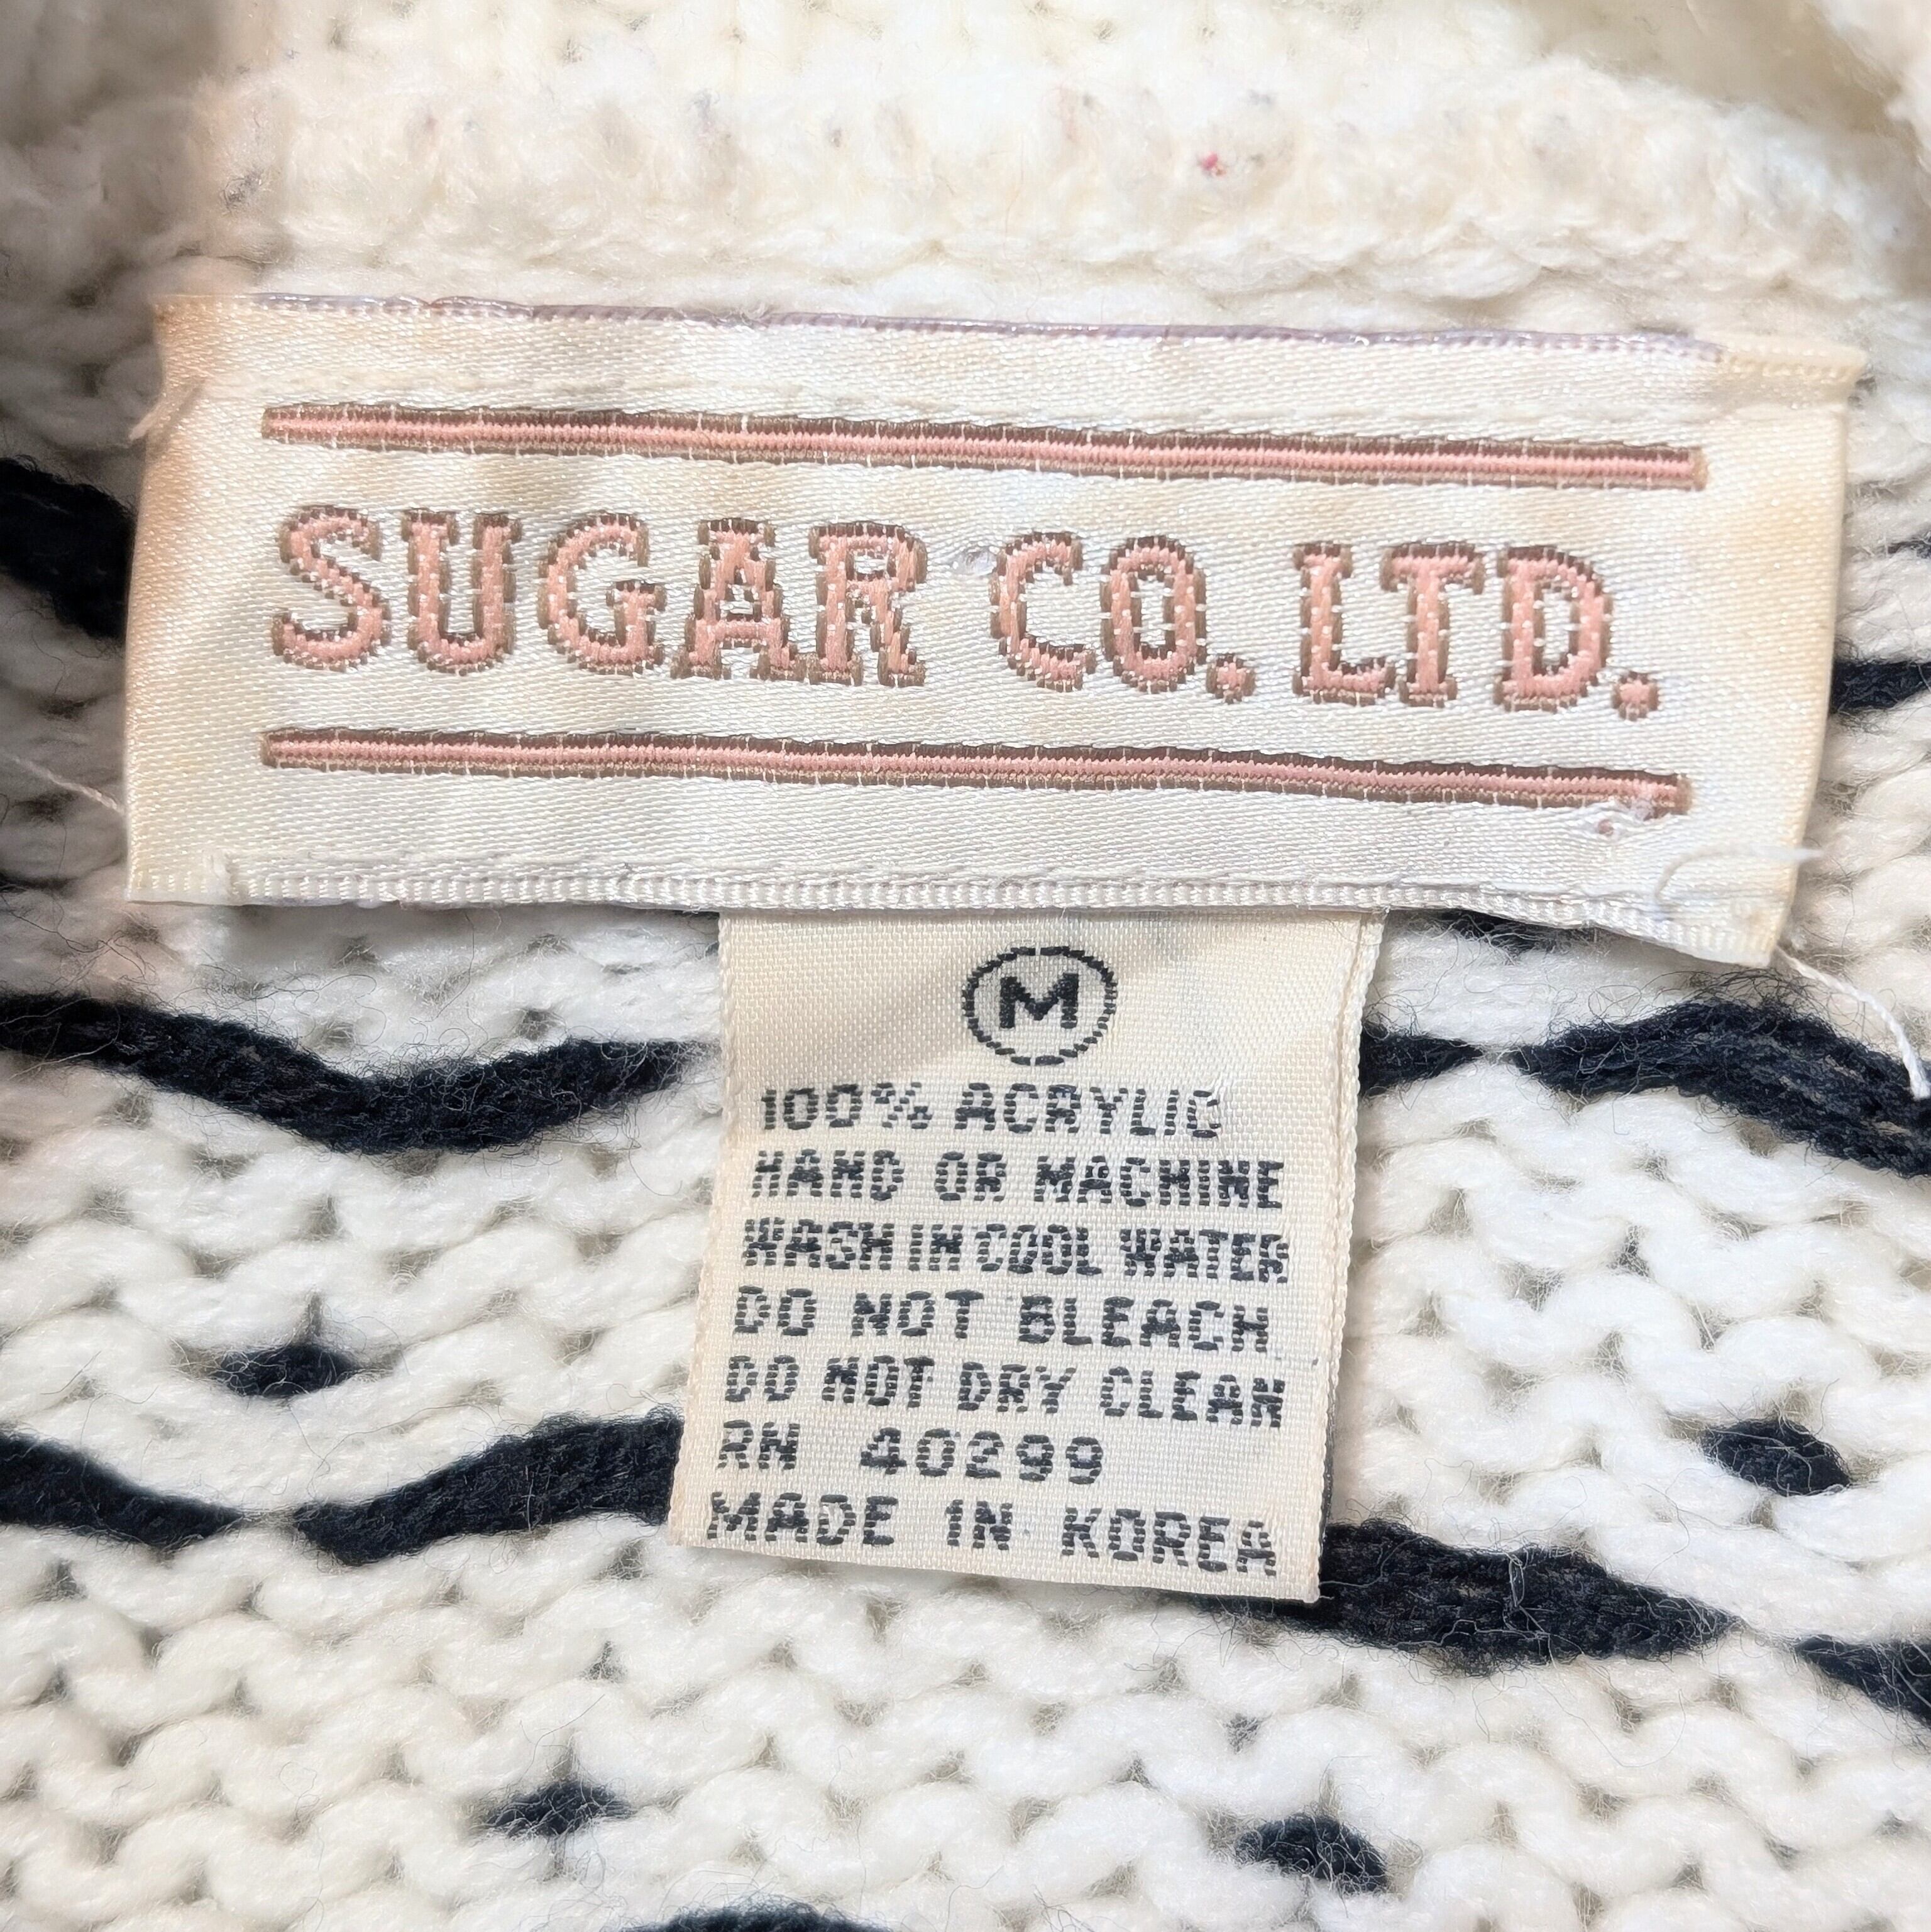 SUGAR CO. LTD.
M
100% ACRYLIC
HAND OR MACHINE
WASH IN COOL WATER
DO NOT BLEACH
DO NOT DRY CLEAN
RN 40299
MADE IN KOREA